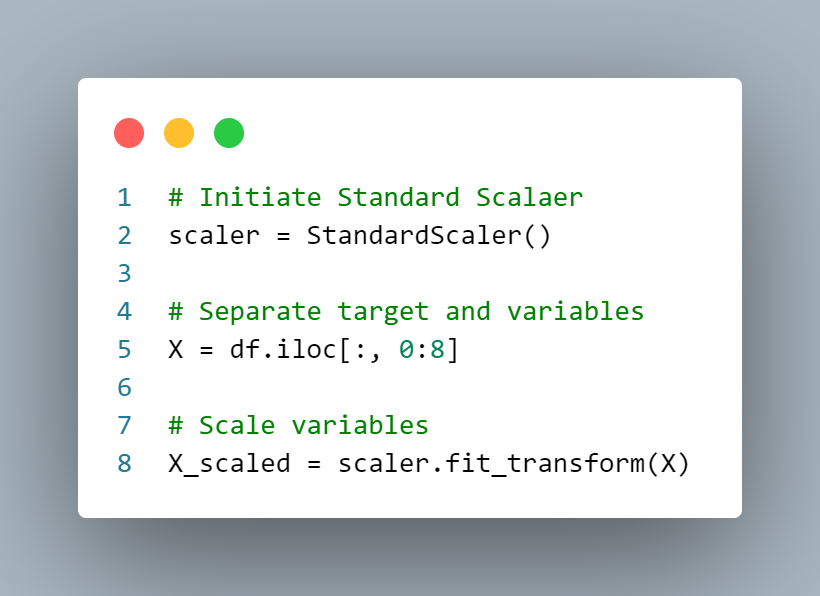 1 # Initiate Standard Scalaer
2 scaler = StandardScaler()
3
4 # Separate target and variables
5 X = df.iloc[:, 0:8]
6
7 # Scale variables
8 X_scaled = scaler.fit_transform(X)